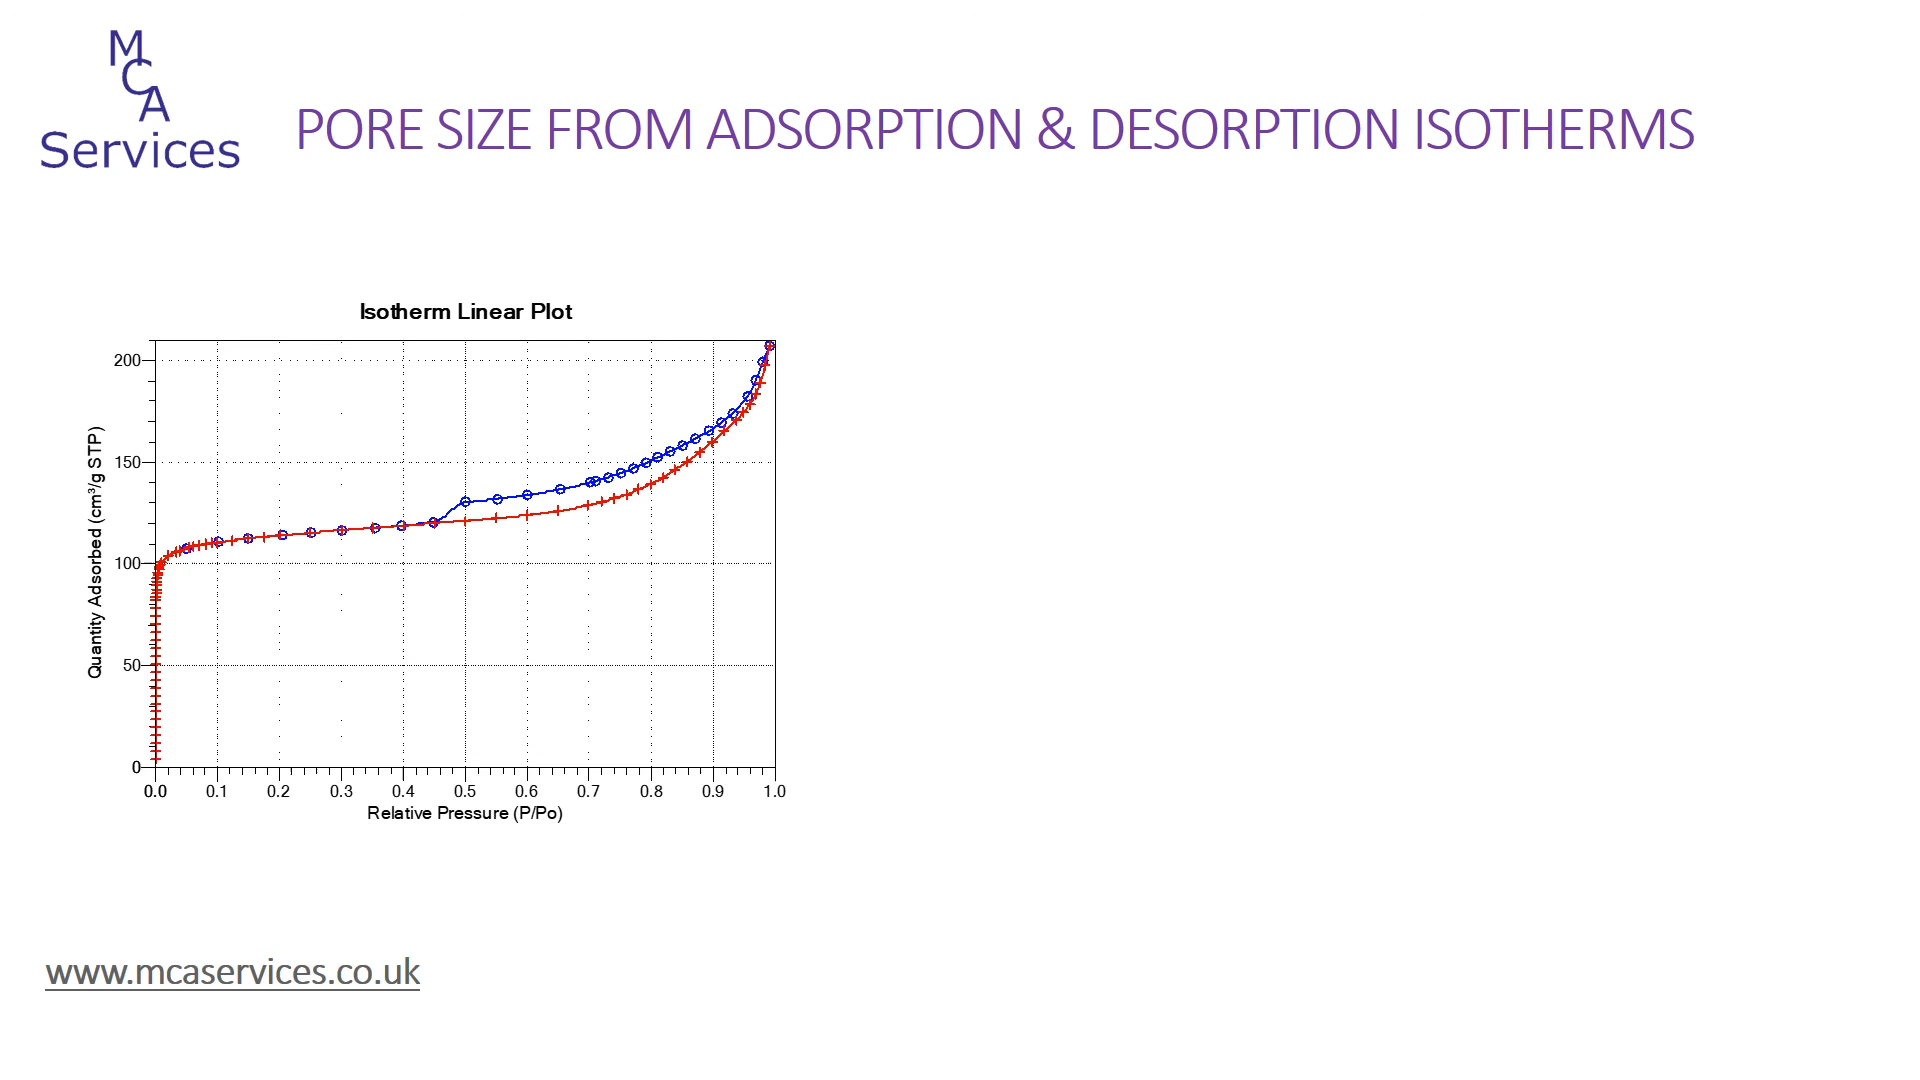 M
C
A
Services
PORE SIZE FROM ADSORPTION & DESORPTION ISOTHERMS
Isotherm Linear Plot
200
150
100
50
0
Quantity Adsorbed (cm³/g STP)
0.0 0.1 0.2 0.3 0.4 0.5 0.6 0.7 0.8 0.9 1.0
Relative Pressure (P/Po)
www.mcaservices.co.uk